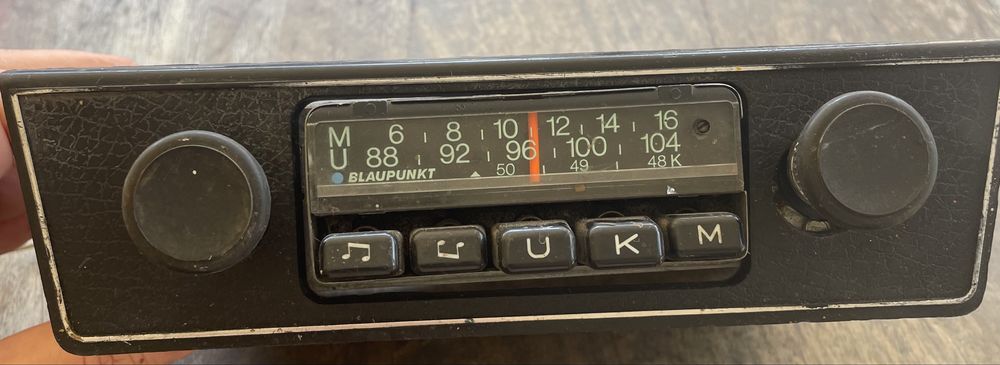 M 6 8 10 12 14 16
U 88 92 96 100 104
BLAUPUNKT 50 49 48 K
U K M